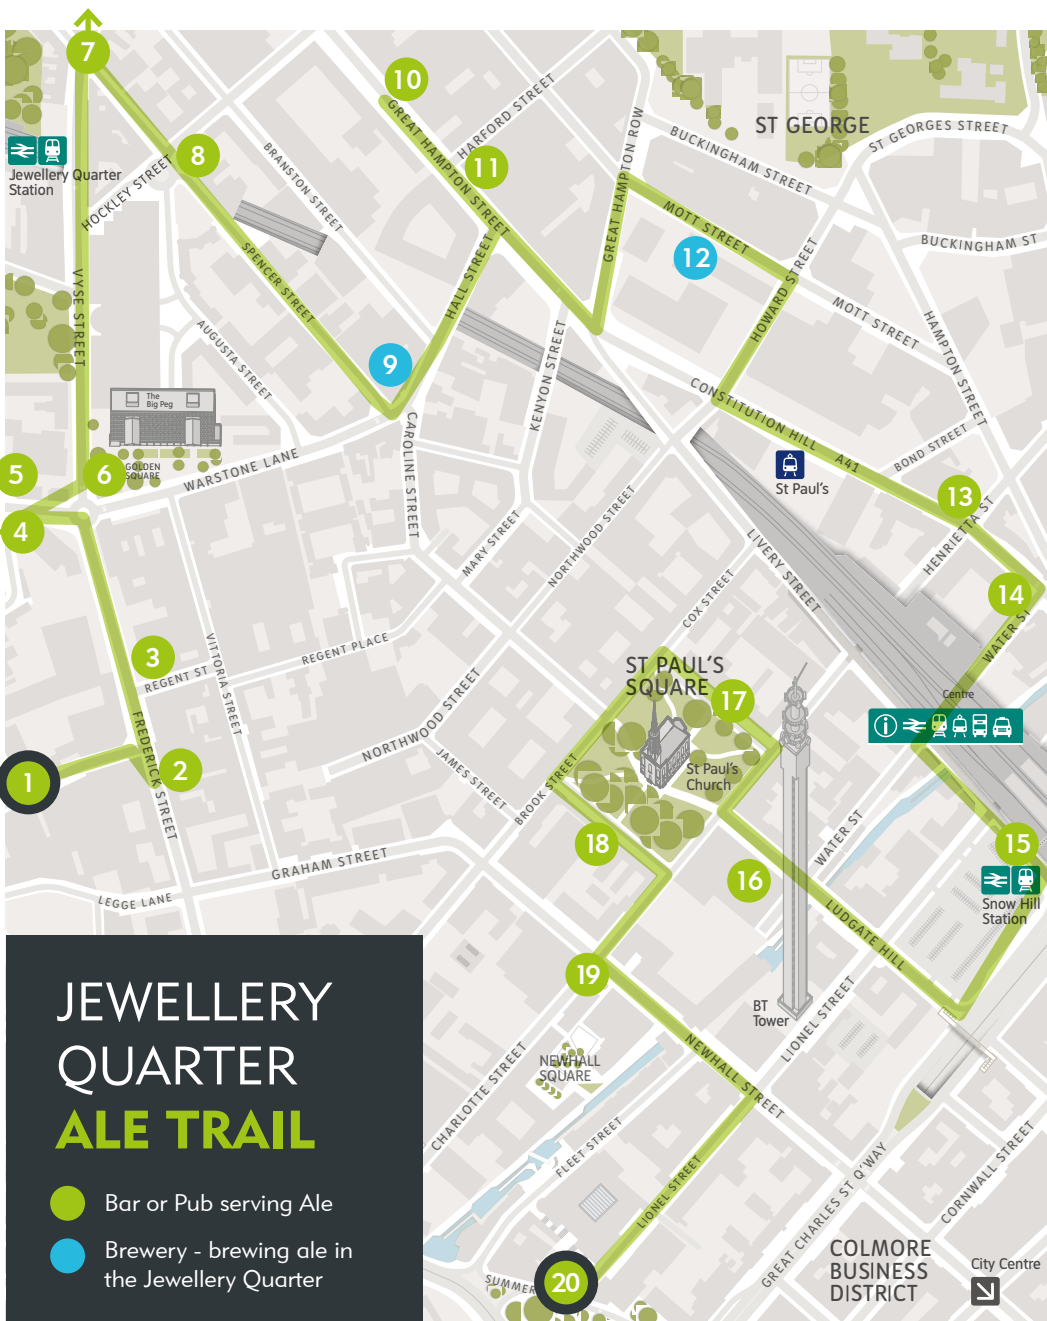 7
10
8
11
GREAT HAMPTON STREET
HARFORD STREET
GREAT HAMPTON ROW
BUCKINGHAM STREET
ST GEORGE
ST GEORGES STREET
BUCKINGHAM ST
Jewellery Quarter
Station
HOCKLEY STREET
BRANSTON STREET
MOTT STREET
12
HOWARD STREET
MOTT STREET
HAMPTON STREET
VYSE STREET
SPENCER STREET
HALL STREET
AUGUSTA STREET
9
KENYON STREET
CONSTITUTION HILL
A41
BOND STREET
The
Big Peg
GOLDEN
SQUARE
WARSTONE LANE
CAROLINE STREET
St Paul's
5
6
4
13
HENRIETTA ST
MARY STREET
NORTHWOOD STREET
LIVERY STREET
COX STREET
14
WATER ST
3
REGENT ST
REGENT PLACE
VITTORIA STREET
FREDERICK STREET
1
2
NORTHWOOD STREET
JAMES STREET
BROOK STREET
ST PAUL'S
SQUARE
17
St Paul's
Church
Centre
i
15
Snow Hill
Station
WATER ST
18
16
LUDGATE HILL
GRAHAM STREET
LEGGE LANE
19
BT
Tower
LIONEL STREET
NEWHALL
SQUARE
NEWHALL STREET
CHARLOTTE STREET
FLEET STREET
LIONEL STREET
GREAT CHARLES ST Q'WAY
CORNWALL STREET
SUMMER
20
COLMORE
BUSINESS
DISTRICT
City Centre
JEWELLERY
QUARTER
ALE TRAIL
Bar or Pub serving Ale
Brewery - brewing ale in
the Jewellery Quarter